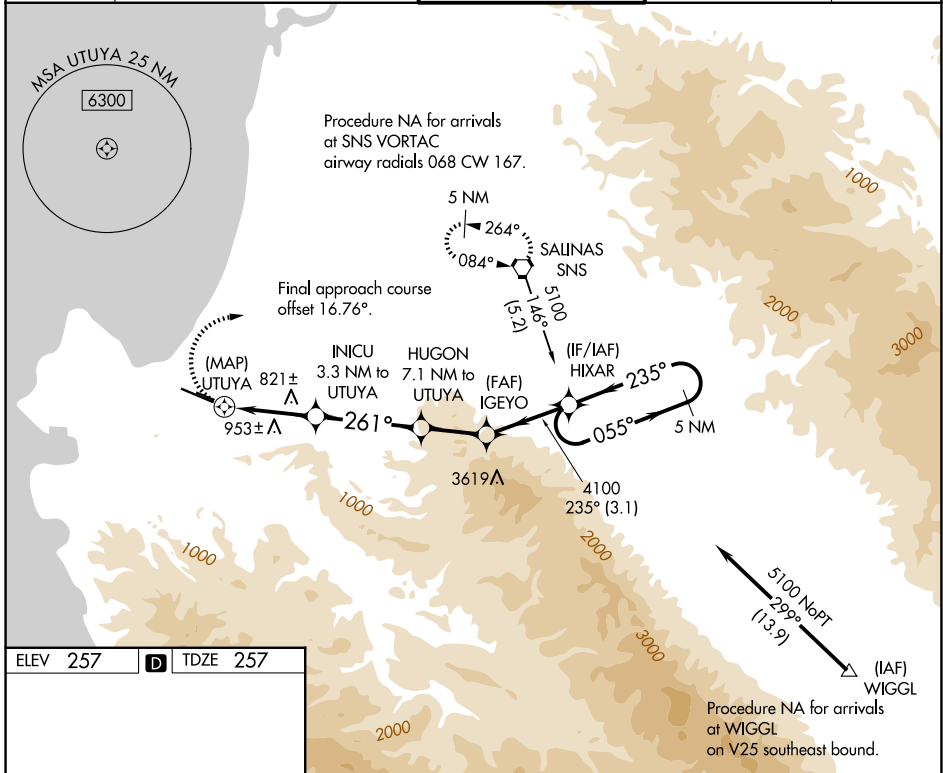 MSA UTUYA 25 NM
6300
Procedure NA for arrivals
at SNS VORTAC
airway radials 068 CW 167.
5 NM
264°
084°
SALINAS
SNS
5100
146°
(5.2)
Final approach course
offset 16.76°.
(MAP)
UTUYA
821±
953±
INICU
3.3 NM to
UTUYA
261°
HUGON
7.1 NM to
UTUYA
(FAF)
IGEYO
(IF/IAF)
HIXAR
235°
055°
5 NM
3619
4100
235° (3.1)
1000
2000
3000
1000
1000
2000
3000
2000
5100 NoPT
299°
(13.9)
(IAF)
WIGGL
Procedure NA for arrivals
at WIGGL
on V25 southeast bound.
ELEV 257
D
TDZE 257